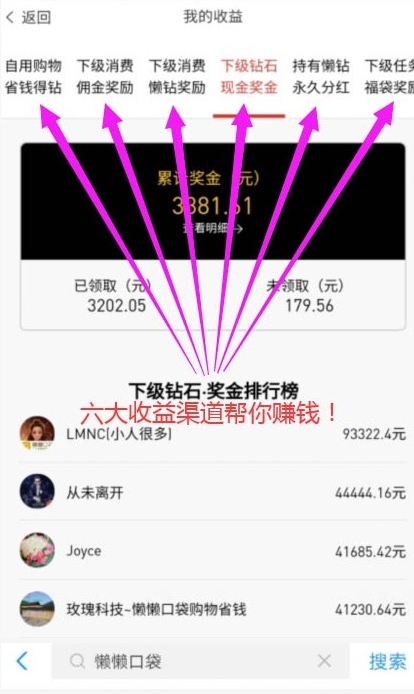 返回
我的收益
自用购物 下级消费 下级消费 下级钻石 持有懒钻 下级任务
省钱得钻 佣金奖励 懒钻奖励 现金奖金 永久分红 福袋奖励
累计奖金（元）
3381.61
查看明细
已领取（元） 未领取（元）
3202.05 179.56
下级钻石·奖金排行榜
六大收益渠道帮你赚钱！
LMNC(小人很多) 93322.4元
从未离开 44444.16元
Joyce 41685.42元
玫瑰科技~懒懒口袋购物省钱 41230.64元
懒懒口袋 搜索